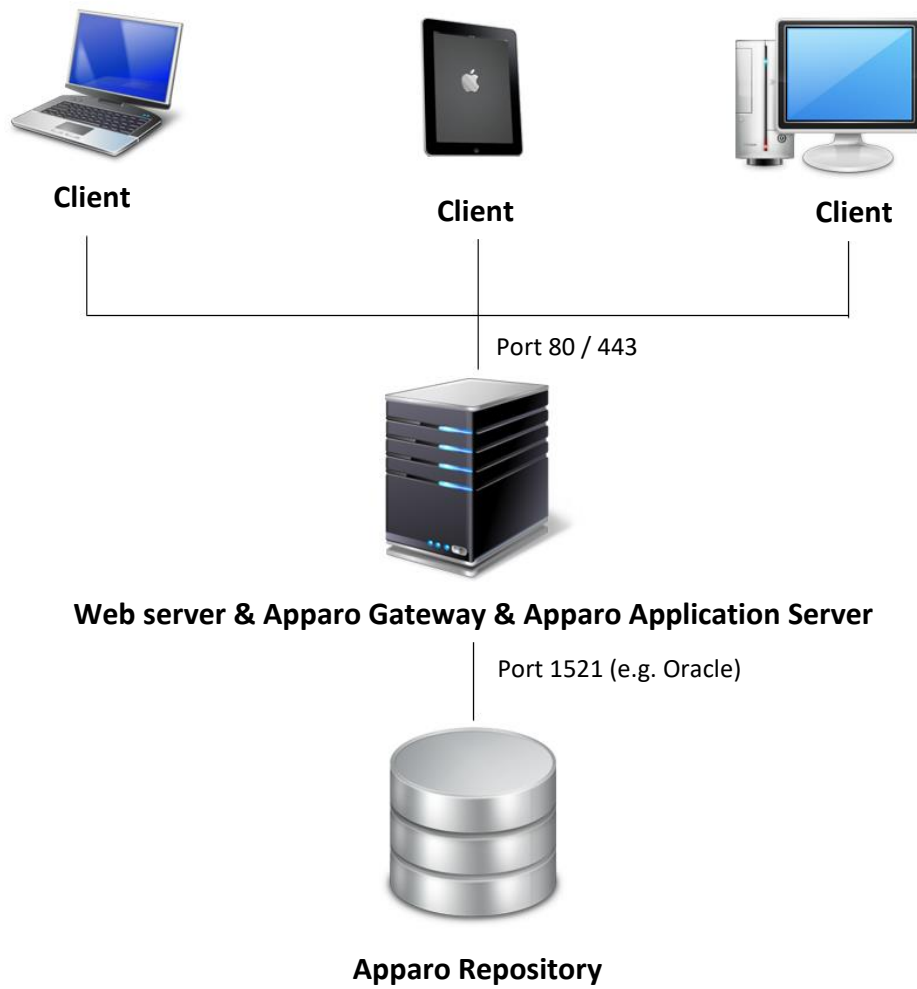 Client
Client
Client
Port 80 / 443
Web server & Apparo Gateway & Apparo Application Server
Port 1521 (e.g. Oracle)
Apparo Repository